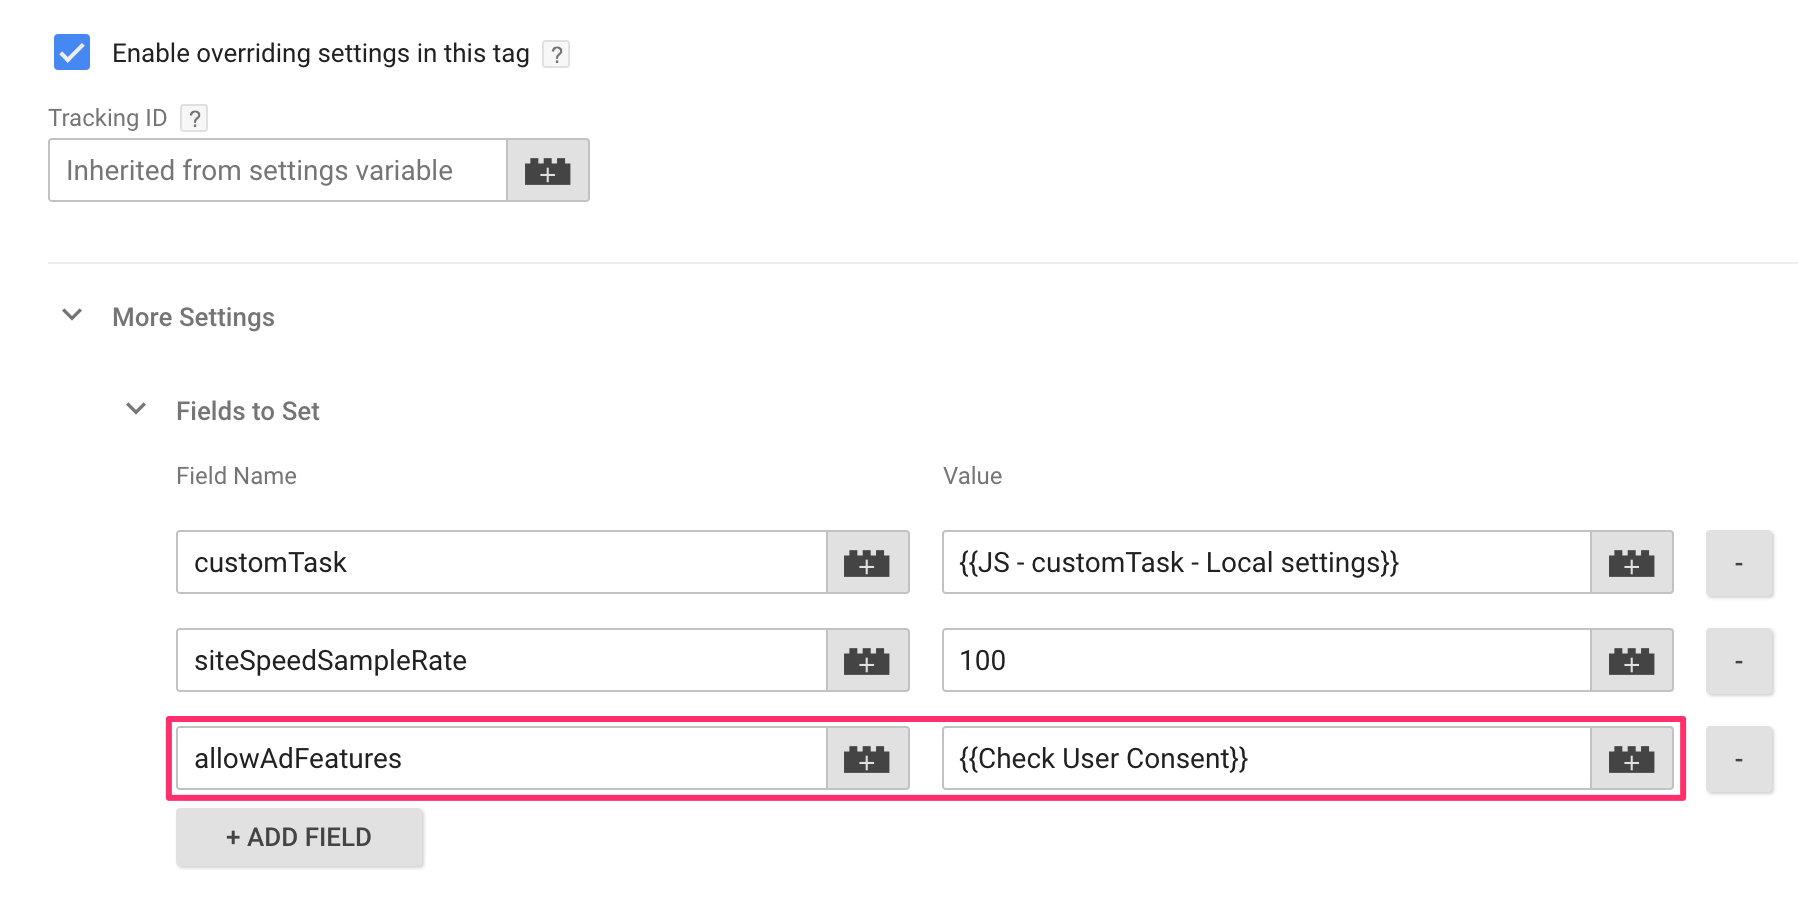 Enable overriding settings in this tag ?
Tracking ID ?
Inherited from settings variable
More Settings
Fields to Set
Field Name Value
customTask {{JS - customTask - Local settings}} -
siteSpeedSampleRate 100 -
allowAdFeatures {{Check User Consent}} -
+ ADD FIELD